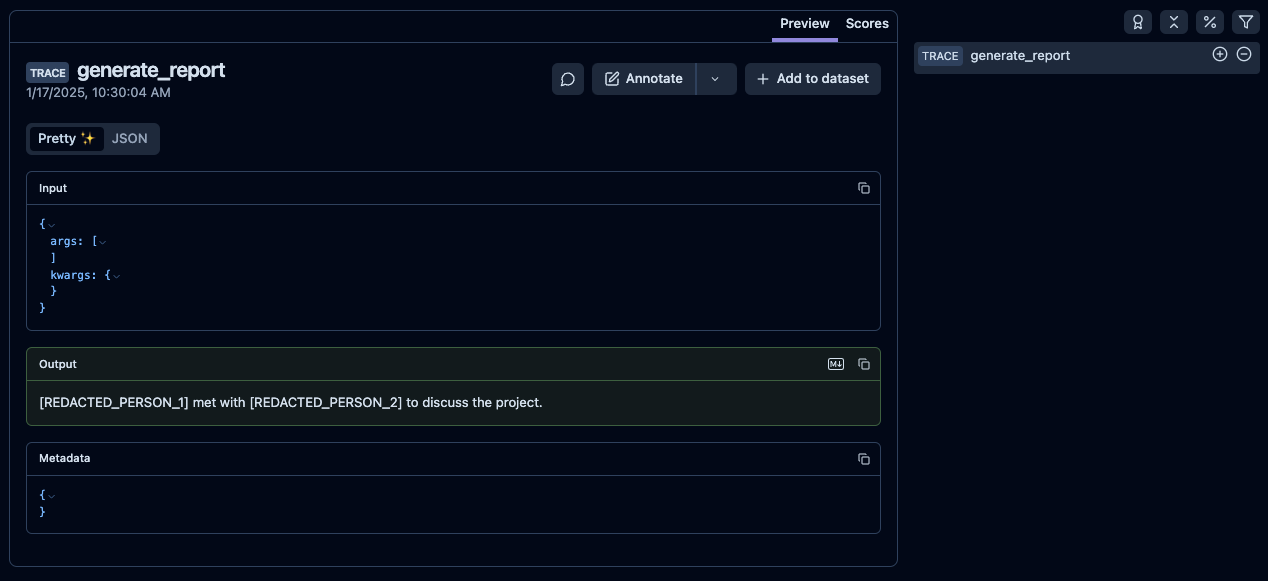 Preview Scores
TRACE generate_report
1/17/2025, 10:30:04 AM
Annotate
+ Add to dataset
Pretty ✨ JSON
Input
{
args: [
]
kwargs: {
}
}
Output
M↓
[REDACTED_PERSON_1] met with [REDACTED_PERSON_2] to discuss the project.
Metadata
{
}
TRACE generate_report